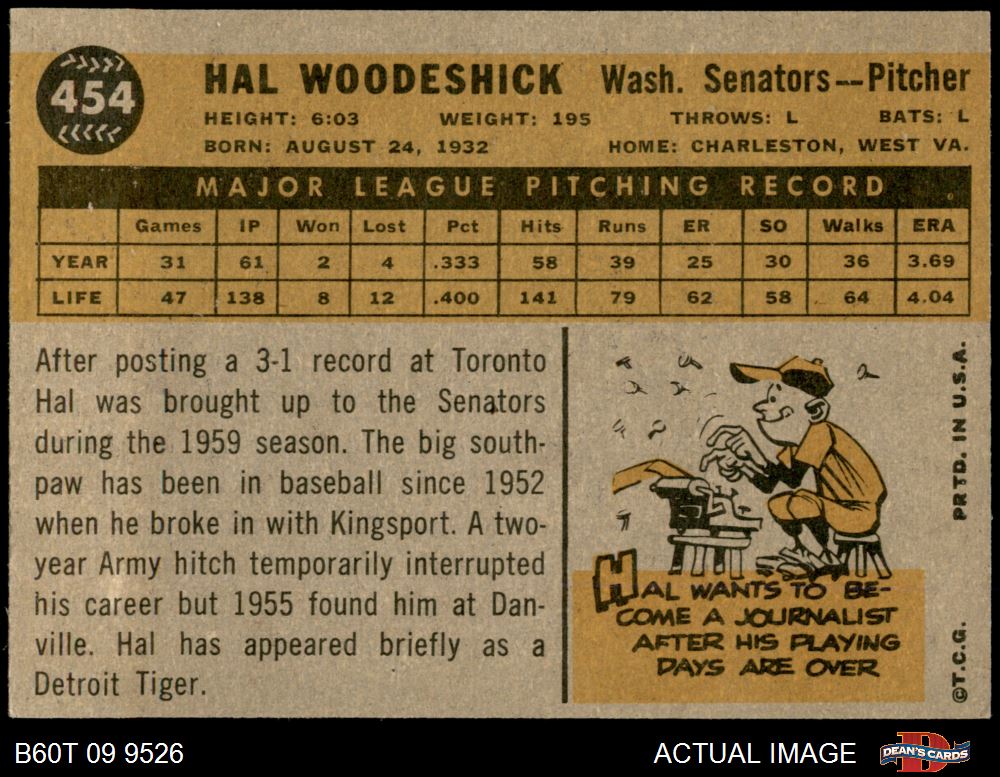 454
HAL WOODESHICK Wash. Senators—Pitcher
HEIGHT: 6:03 WEIGHT: 195 THROWS: L BATS: L
BORN: AUGUST 24, 1932 HOME: CHARLESTON, WEST VA.
MAJOR LEAGUE PITCHING RECORD
Games IP Won Lost Pct Hits Runs ER SO Walks ERA
YEAR 31 61 2 4 .333 58 39 25 30 36 3.69
LIFE 47 138 8 12 .400 141 79 62 58 64 4.04
After posting a 3-1 record at Toronto
Hal was brought up to the Senators
during the 1959 season. The big south-
paw has been in baseball since 1952
when he broke in with Kingsport. A two-
year Army hitch temporarily interrupted
his career but 1955 found him at Dan-
ville. Hal has appeared briefly as a
Detroit Tiger.
HAL WANTS TO BE-
COME A JOURNALIST
AFTER HIS PLAYING
DAYS ARE OVER
©T.C.G. PRTD. IN U.S.A.
B60T 09 9526 ACTUAL IMAGE DEAN'S CARDS